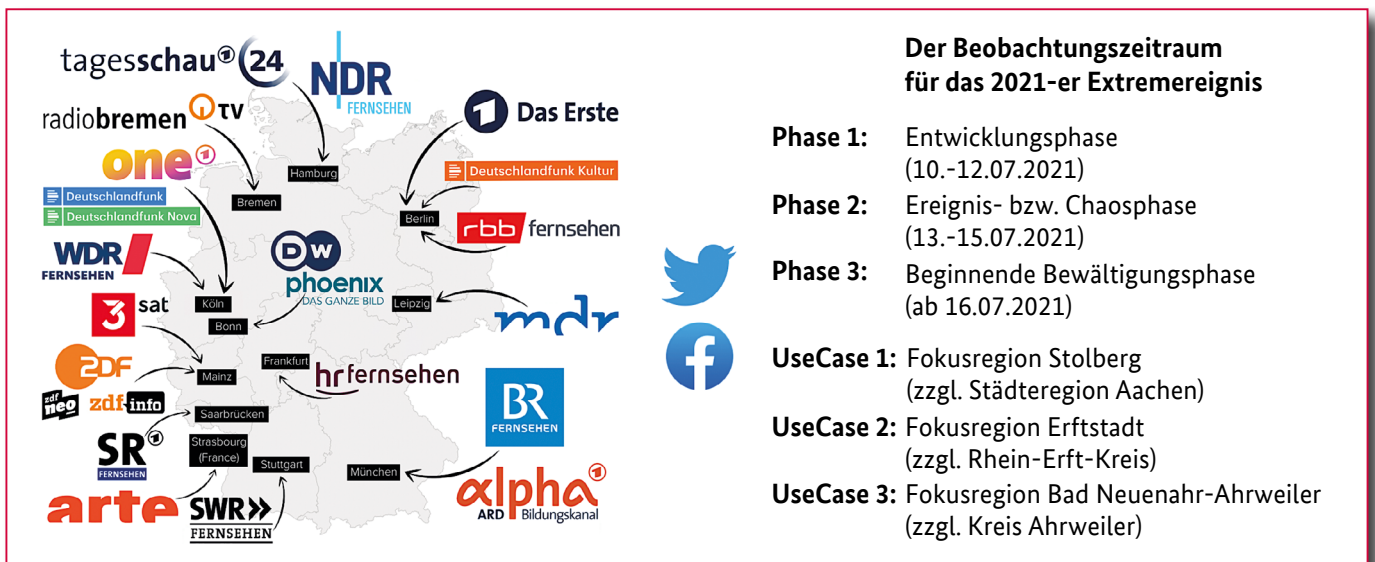 tagesschau 24
NDR
FERNSEHEN
radiobremen TV
Das Erste
one
Hamburg
Deutschlandfunk Kultur
Deutschlandfunk
Bremen
Deutschlandfunk Nova
Berlin
rbb fernsehen
WDR
FERNSEHEN
DW
phoenix
DAS GANZE BILD
3 sat
Köln
Leipzig
Bonn
mdr
ZDF
Mainz
Frankfurt
hr fernsehen
zdf neo
zdf info
BR
FERNSEHEN
Saarbrücken
SR
FERNSEHEN
Strasbourg
(France)
Stuttgart
München
arte
SWR»
FERNSEHEN
alpha
ARD Bildungskanal
Der Beobachtungszeitraum
für das 2021-er Extremereignis
Phase 1: Entwicklungsphase
(10.-12.07.2021)
Phase 2: Ereignis- bzw. Chaosphase
(13.-15.07.2021)
Phase 3: Beginnende Bewältigungsphase
(ab 16.07.2021)
UseCase 1: Fokusregion Stolberg
(zzgl. Städteregion Aachen)
UseCase 2: Fokusregion Erftstadt
(zzgl. Rhein-Erft-Kreis)
UseCase 3: Fokusregion Bad Neuenahr-Ahrweiler
(zzgl. Kreis Ahrweiler)